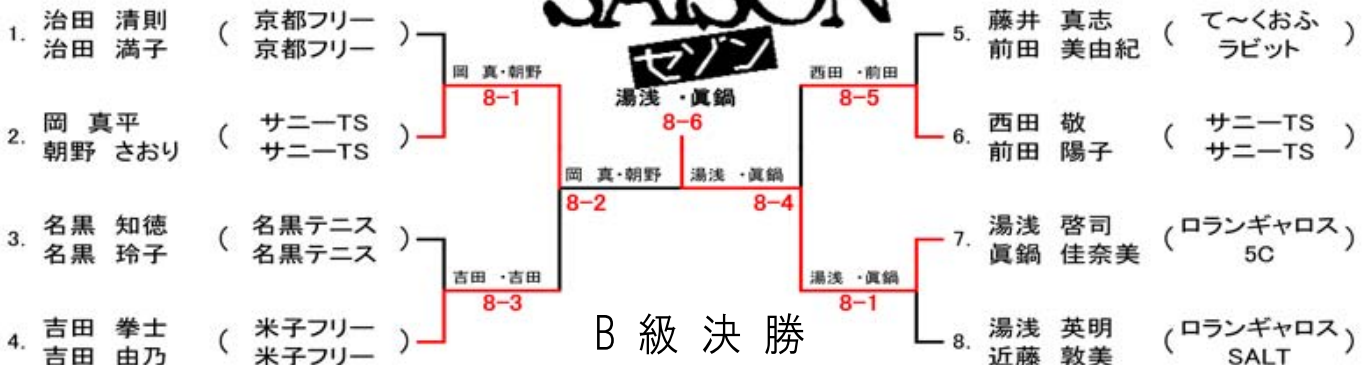 SAISON
セゾン
1. 治田 清則 ( 京都フリー )
治田 満子 京都フリー
2. 岡 真平 ( サニーTS )
朝野 さおり サニーTS
3. 名黒 知徳 ( 名黒テニス )
名黒 玲子 名黒テニス
4. 吉田 拳士 ( 米子フリー )
吉田 由乃 米子フリー
岡 真・朝野
8-1
吉田 ・吉田
8-3
岡 真・朝野
8-2
湯浅 ・眞鍋
8-6
湯浅 ・眞鍋
8-4
西田 ・前田
8-5
湯浅 ・眞鍋
8-1
B級決勝
5. 藤井 真志 ( て〜くおふ )
前田 美由紀 ラビット
6. 西田 敬 ( サニーTS )
前田 陽子 サニーTS
7. 湯浅 啓司 ( ロランギャロス )
眞鍋 佳奈美 5C
8. 湯浅 英明 ( ロランギャロス )
近藤 敦美 SALT